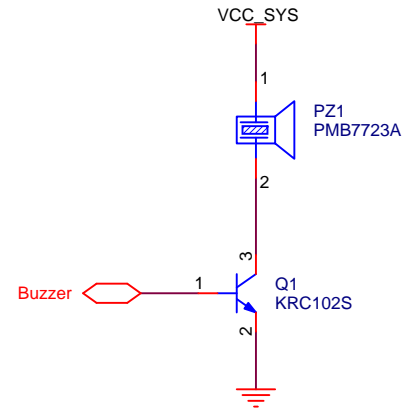 VCC_SYS
1
PZ1
PMB7723A
2
3
Buzzer
1
Q1
KRC102S
2